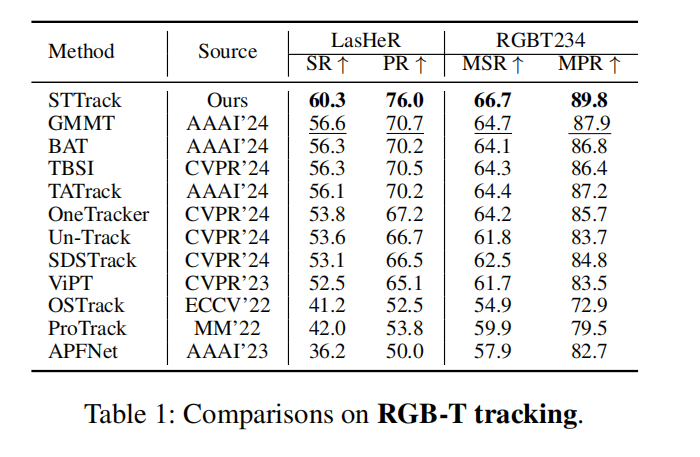 Method Source LasHeR RGBT234
SR ↑ PR ↑ MSR ↑ MPR ↑
STTrack Ours 60.3 76.0 66.7 89.8
GMMT AAAI’24 56.6 70.7 64.7 87.9
BAT AAAI’24 56.3 70.2 64.1 86.8
TBSI CVPR’24 56.3 70.5 64.3 86.4
TATrack AAAI’24 56.1 70.2 64.4 87.2
OneTracker CVPR’24 53.8 67.2 64.2 85.7
Un-Track CVPR’24 53.6 66.7 61.8 83.7
SDSTrack CVPR’24 53.1 66.5 62.5 84.8
ViPT CVPR’23 52.5 65.1 61.7 83.5
OSTrack ECCV’22 41.2 52.5 54.9 72.9
ProTrack MM’22 42.0 53.8 59.9 79.5
APFNet AAAI’23 36.2 50.0 57.9 82.7
Table 1: Comparisons on RGB-T tracking.